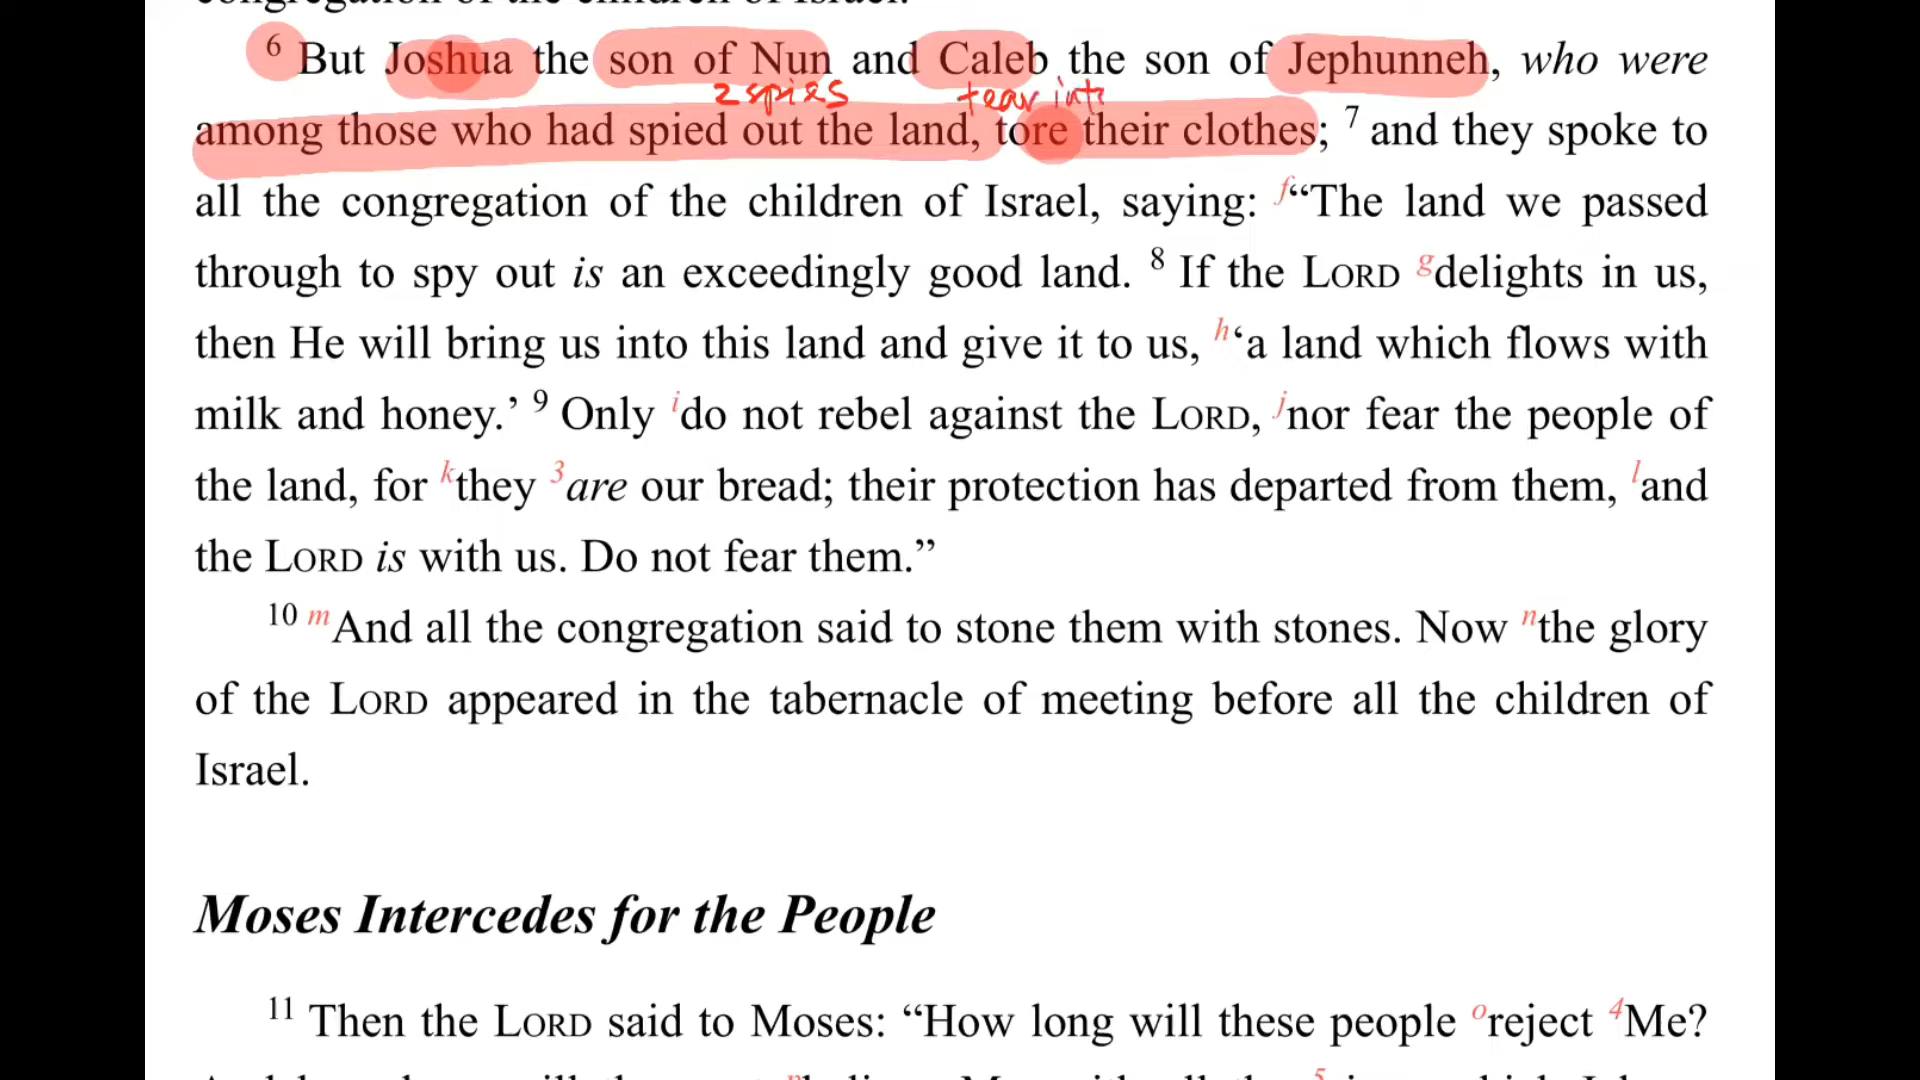 6 But Joshua the son of Nun and Caleb the son of Jephunneh, who were
2 spies tear int
among those who had spied out the land, tore their clothes; 7 and they spoke to
all the congregation of the children of Israel, saying: f“The land we passed
through to spy out is an exceedingly good land. 8 If the LORD gdelights in us,
then He will bring us into this land and give it to us, h‘a land which flows with
milk and honey.’ 9 Only ido not rebel against the LORD, jnor fear the people of
the land, for kthey 3are our bread; their protection has departed from them, land
the LORD is with us. Do not fear them.”
10 mAnd all the congregation said to stone them with stones. Now nthe glory
of the LORD appeared in the tabernacle of meeting before all the children of
Israel.
Moses Intercedes for the People
11 Then the LORD said to Moses: “How long will these people oreject 4Me?